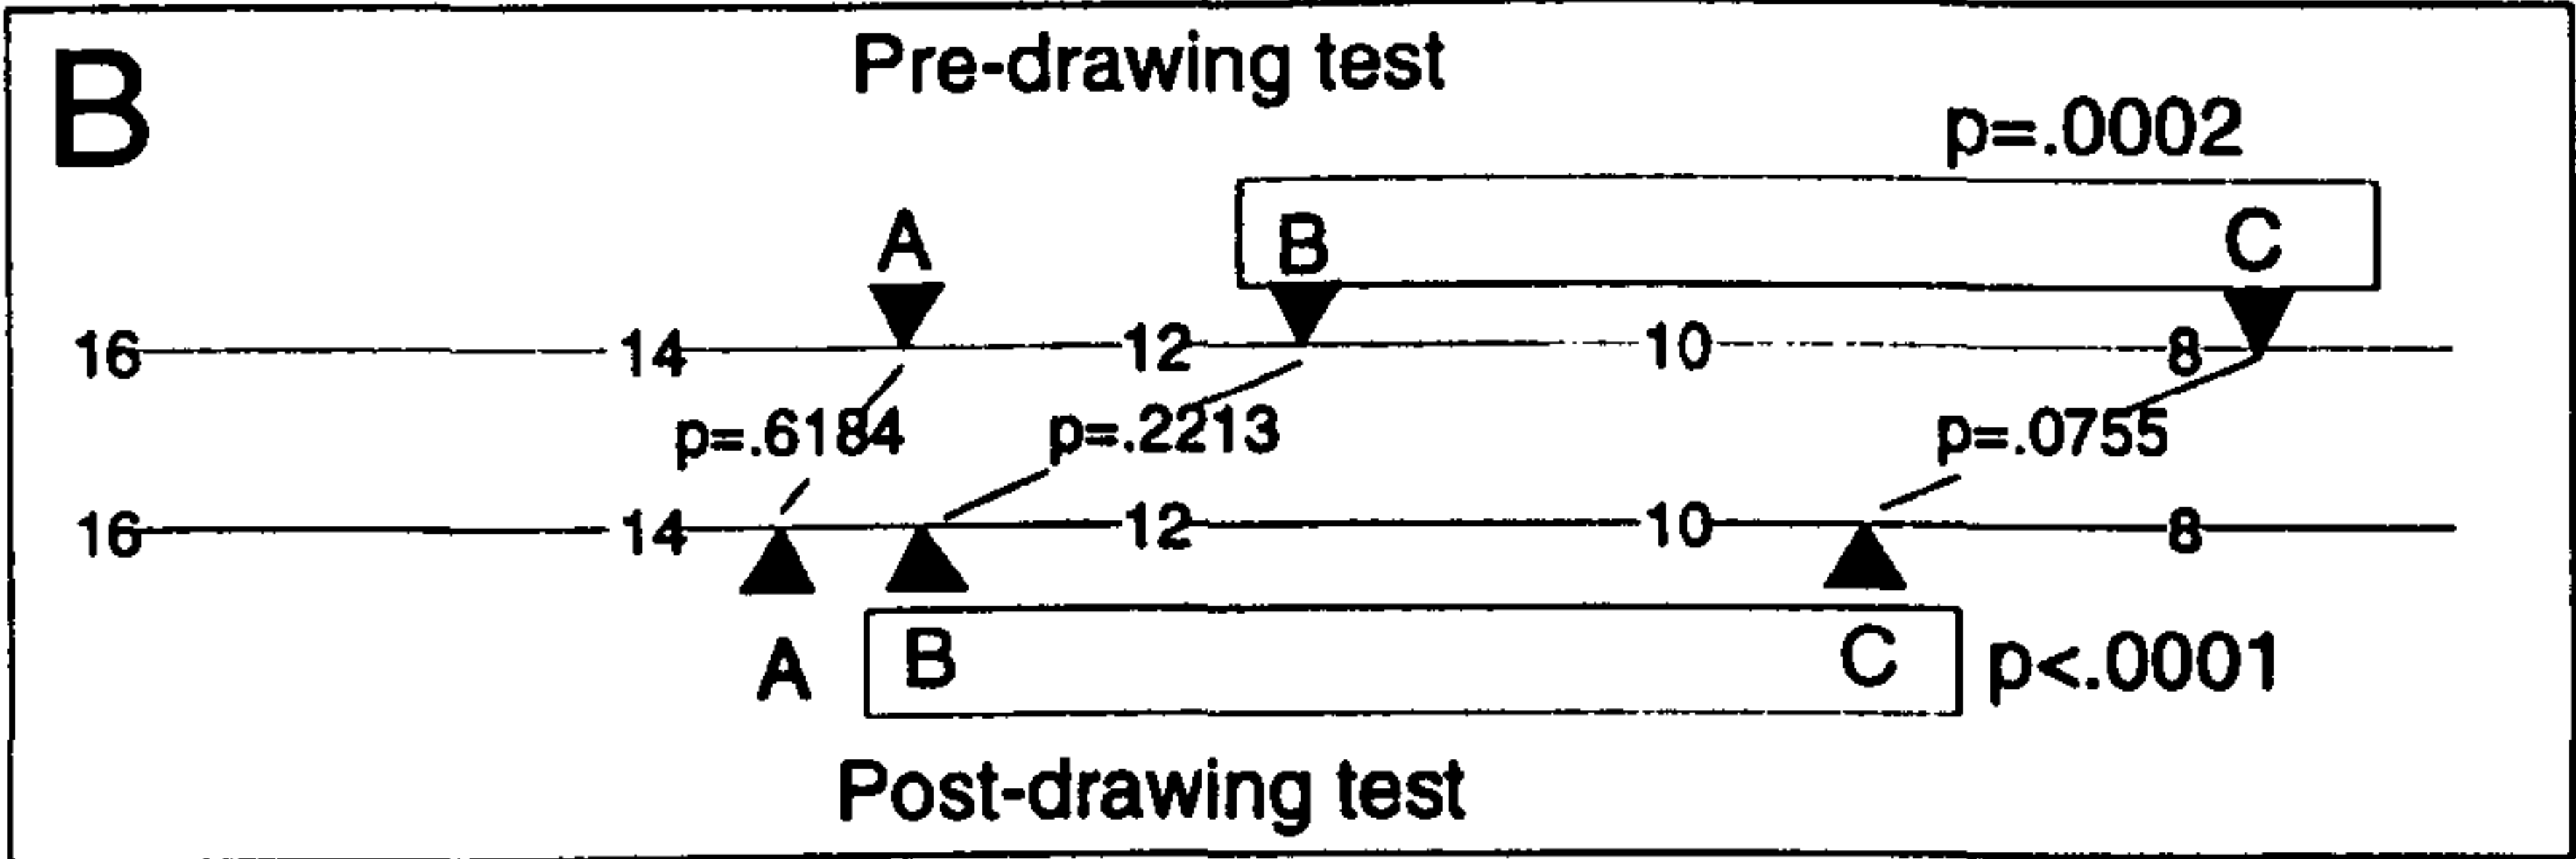 B
Pre-drawing test
p=.0002
A B C
16 14 12 10 8
p=.6184 p=.2213 p=.0755
16 14 12 10 8
A B C p<.0001
Post-drawing test